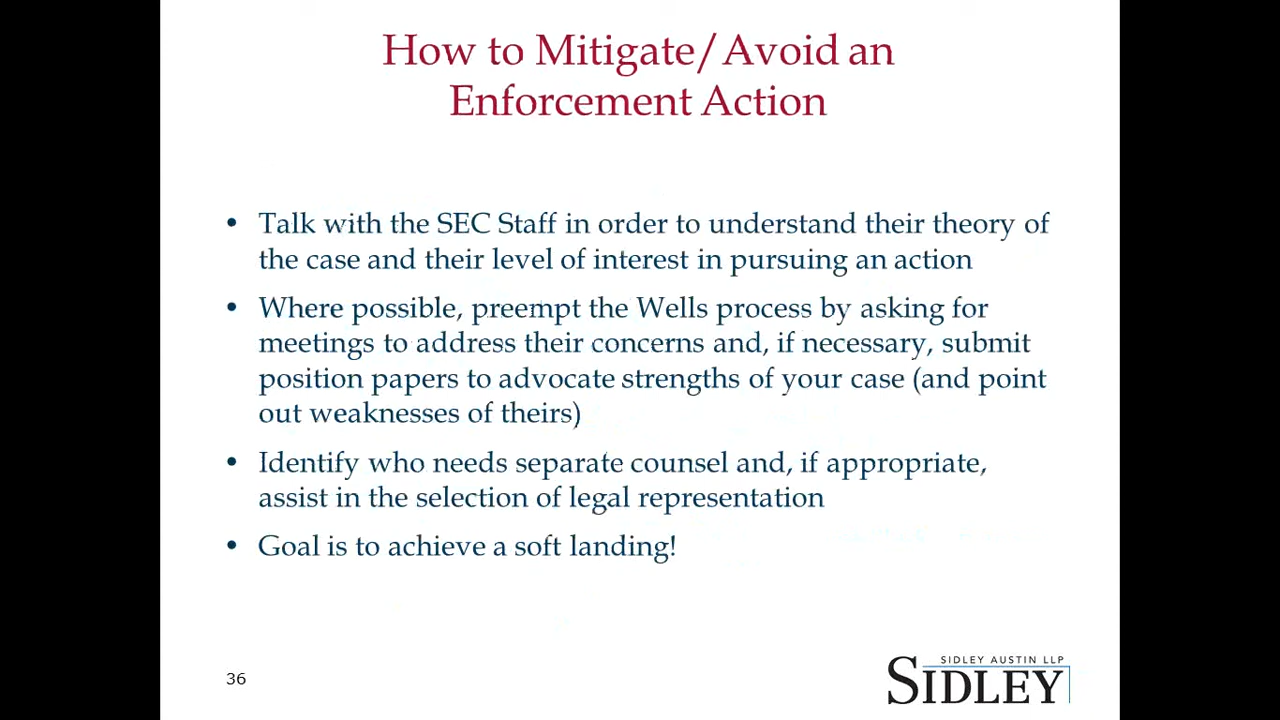 How to Mitigate/Avoid an
Enforcement Action
• Talk with the SEC Staff in order to understand their theory of
the case and their level of interest in pursuing an action
• Where possible, preempt the Wells process by asking for
meetings to address their concerns and, if necessary, submit
position papers to advocate strengths of your case (and point
out weaknesses of theirs)
• Identify who needs separate counsel and, if appropriate,
assist in the selection of legal representation
• Goal is to achieve a soft landing!
36
SIDLEY AUSTIN LLP
SIDLEY